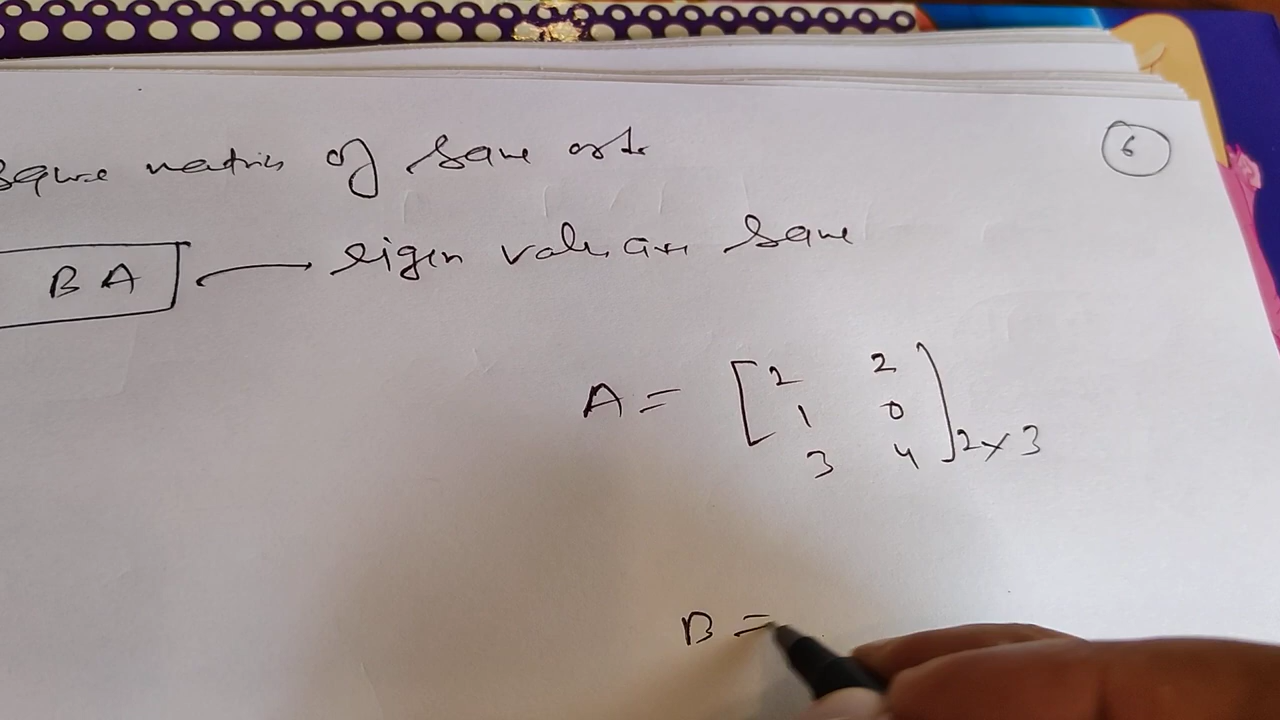 square matrix of same order
6
BA eigen values are same
A = [2 2
1 0
3 4] 2×3
B =